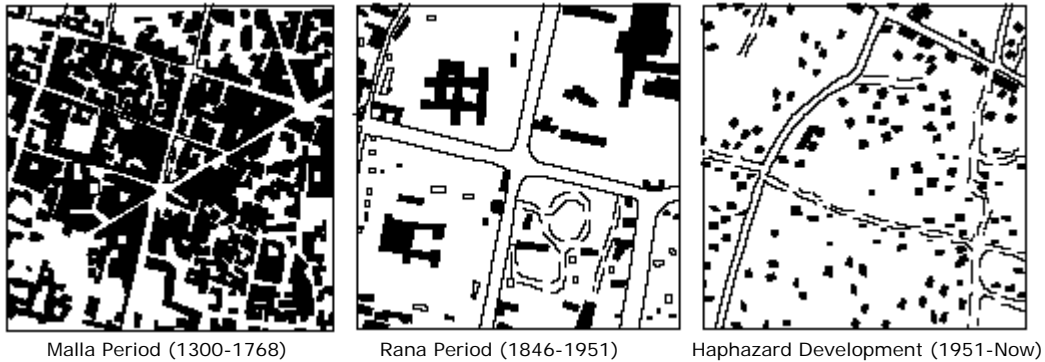 Malla Period (1300-1768)
Rana Period (1846-1951)
Haphazard Development (1951-Now)